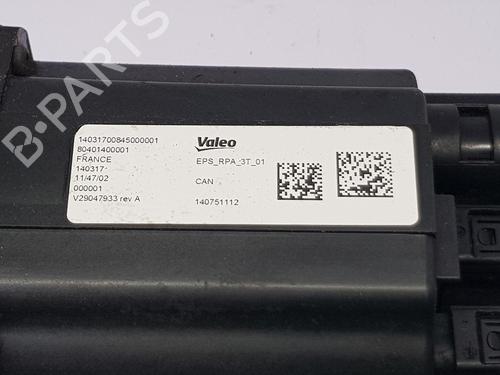 14031700845000001
80401400001
FRANCE
140317
11/47/02
000001
V29047933 rev A
Valeo
EPS_RPA_3T_01
CAN
140751112
B-PARTS